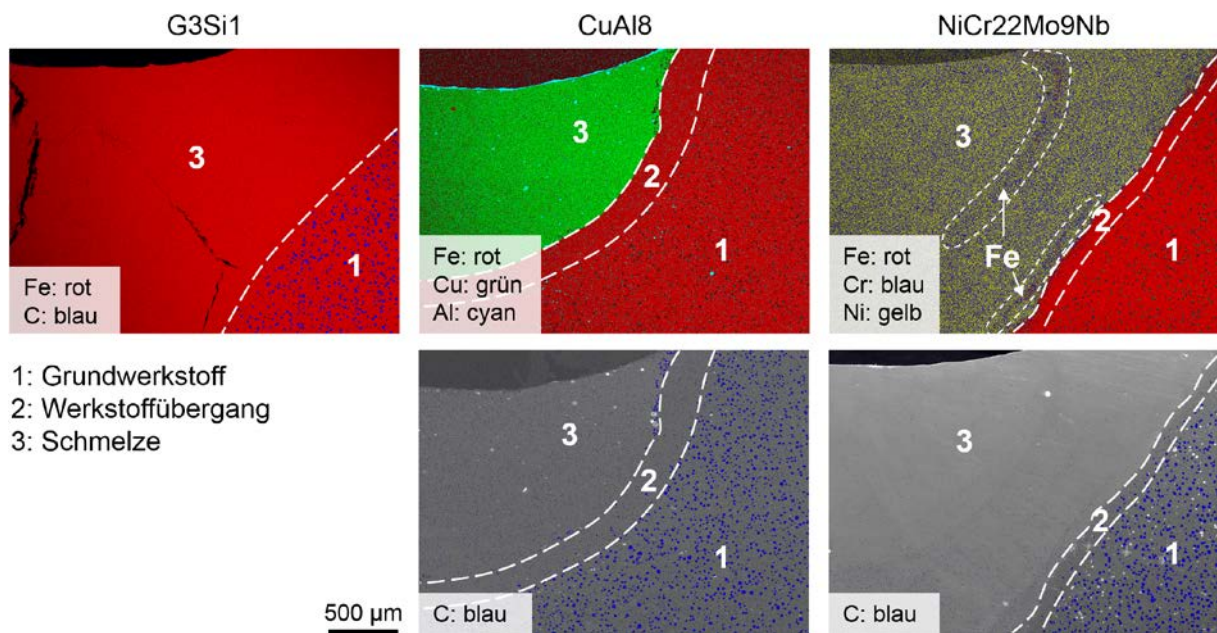 G3Si1
CuAl8
NiCr22Mo9Nb
3
1
Fe: rot
C: blau
3
2
1
Fe: rot
Cu: grün
Al: cyan
3
Fe
2
1
Fe: rot
Cr: blau
Ni: gelb
1: Grundwerkstoff
2: Werkstoffübergang
3: Schmelze
500 µm
3
2
1
C: blau
3
2
1
C: blau